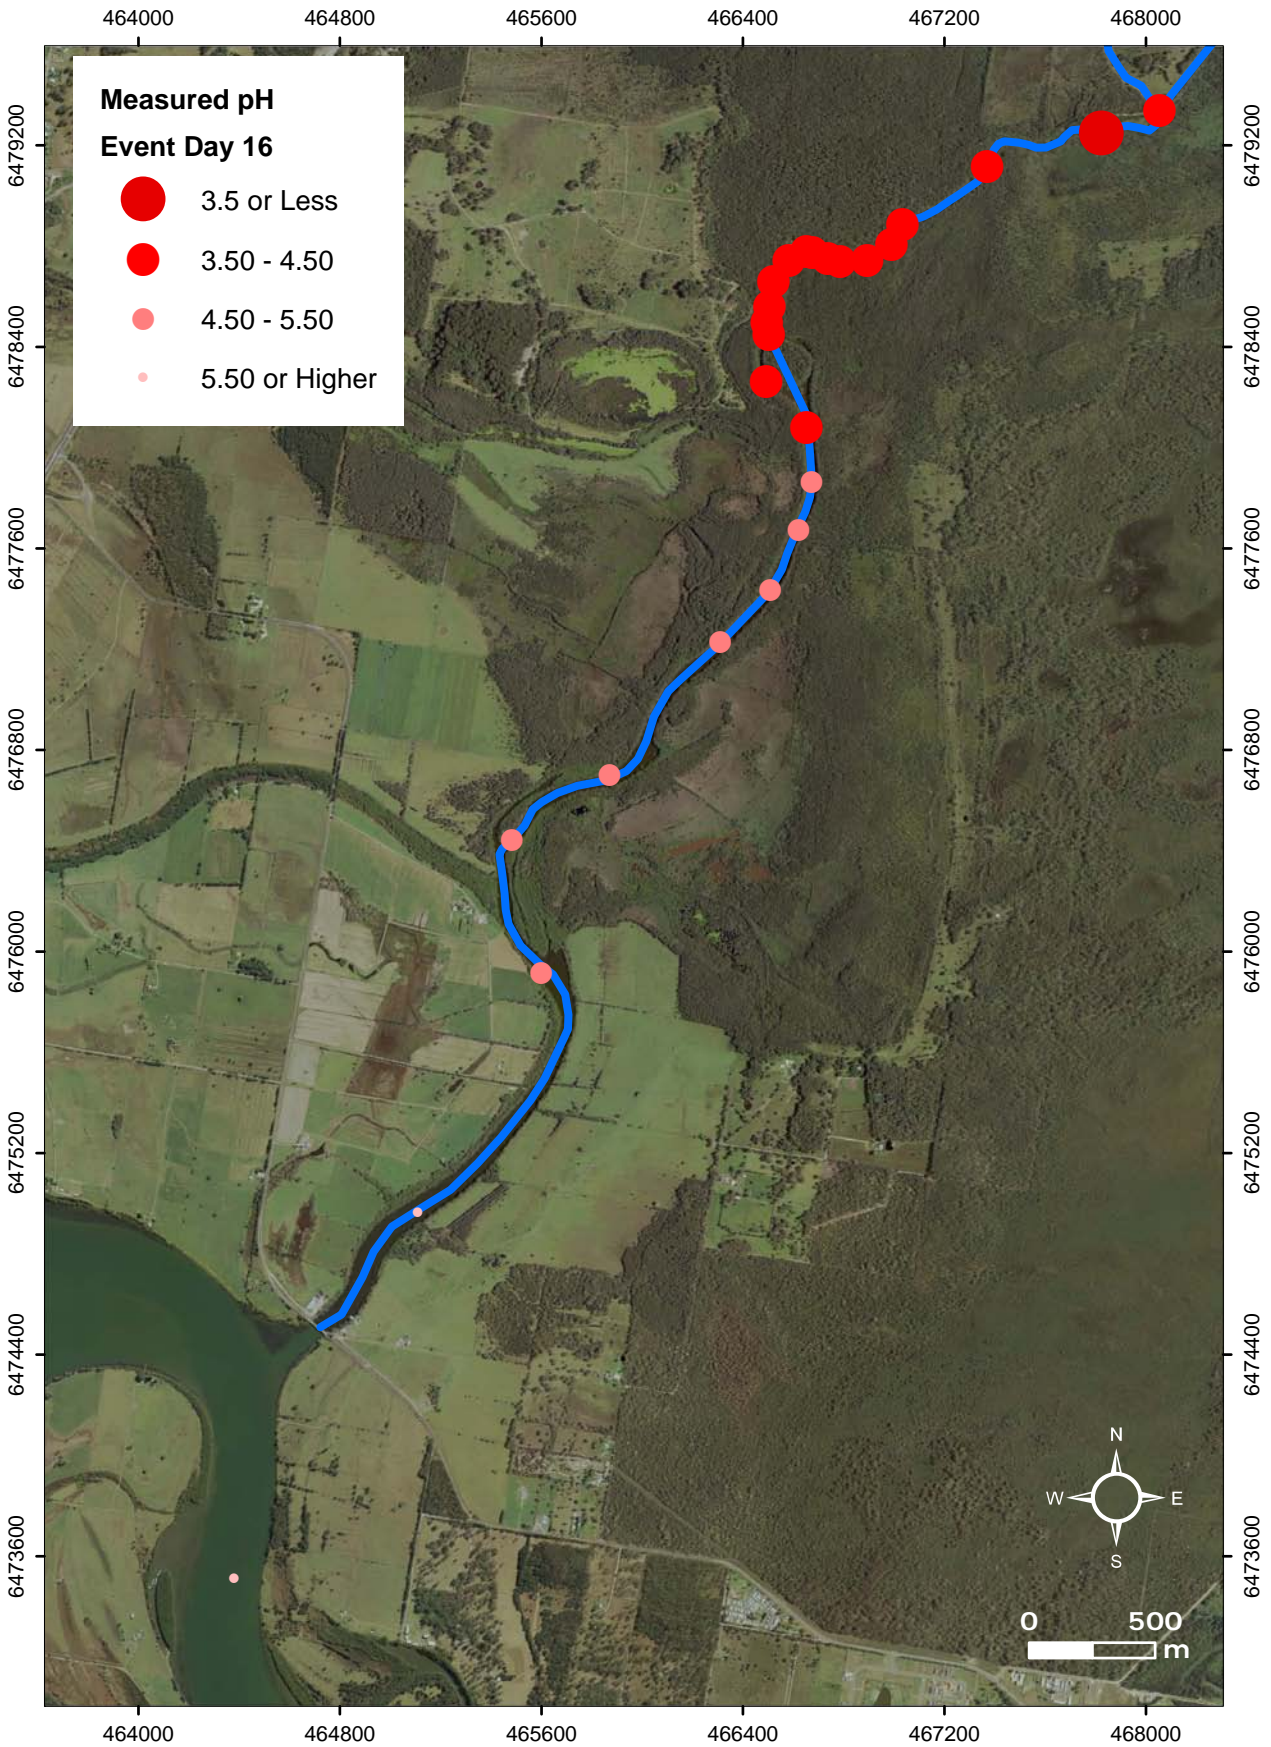 464000 464800 465600 466400 467200 468000
Measured pH
Event Day 16
3.5 or Less
3.50 - 4.50
4.50 - 5.50
5.50 or Higher
6479200 6479200
6478400 6478400
6477600 6477600
6476800 6476800
6476000 6476000
6475200 6475200
6474400 6474400
6473600 6473600
N
W E
S
0 500
m
464000 464800 465600 466400 467200 468000